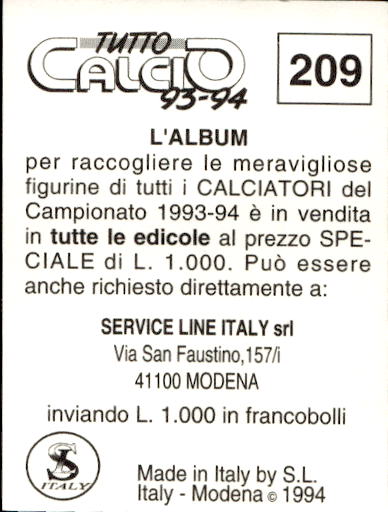 TUTTO
CALCIO
93-94
209
L'ALBUM
per raccogliere le meravigliose
figurine di tutti i CALCIATORI del
Campionato 1993-94 è in vendita
in tutte le edicole al prezzo SPE-
CIALE di L. 1.000. Può essere
anche richiesto direttamente a:
SERVICE LINE ITALY srl
Via San Faustino,157/i
41100 MODENA
inviando L. 1.000 in francobolli
SL
ITALY
Made in Italy by S.L.
Italy - Modena © 1994